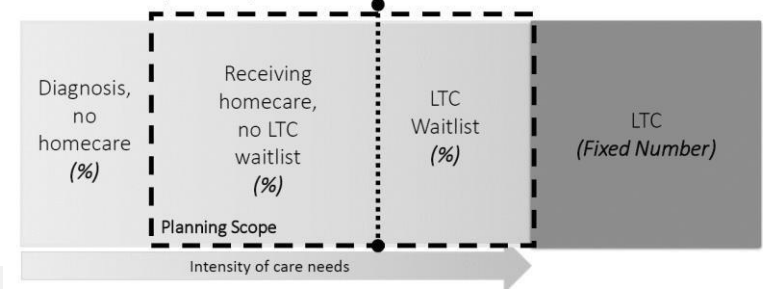 Diagnosis,
no
homecare
(%)
Receiving
homecare,
no LTC
waitlist
(%)
LTC
Waitlist
(%)
LTC
(Fixed Number)
Planning Scope
Intensity of care needs